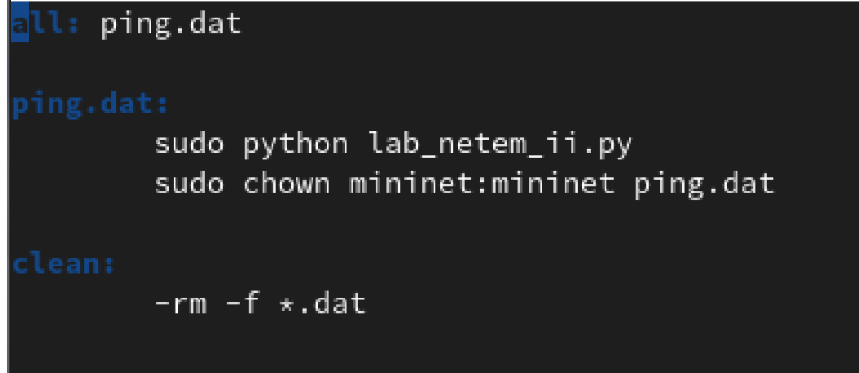 all: ping.dat
ping.dat:
sudo python lab_netem_ii.py
sudo chown mininet:mininet ping.dat
clean:
-rm -f *.dat